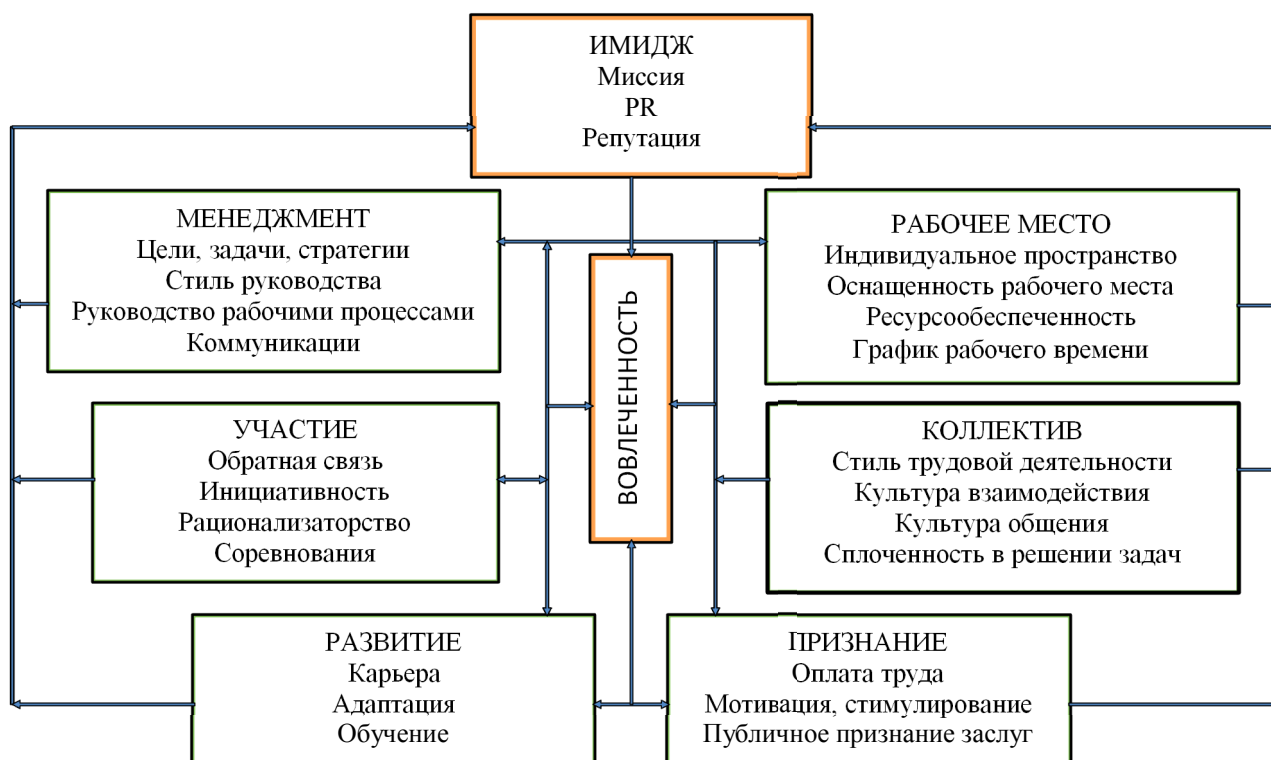 ИМИДЖ
Миссия
PR
Репутация
МЕНЕДЖМЕНТ
Цели, задачи, стратегии
Стиль руководства
Руководство рабочими процессами
Коммуникации
РАБОЧЕЕ МЕСТО
Индивидуальное пространство
Оснащенность рабочего места
Ресурсообеспеченность
График рабочего времени
ВОВЛЕЧЕННОСТЬ
УЧАСТИЕ
Обратная связь
Инициативность
Рационализаторство
Соревнования
КОЛЛЕКТИВ
Стиль трудовой деятельности
Культура взаимодействия
Культура общения
Сплоченность в решении задач
РАЗВИТИЕ
Карьера
Адаптация
Обучение
ПРИЗНАНИЕ
Оплата труда
Мотивация, стимулирование
Публичное признание заслуг